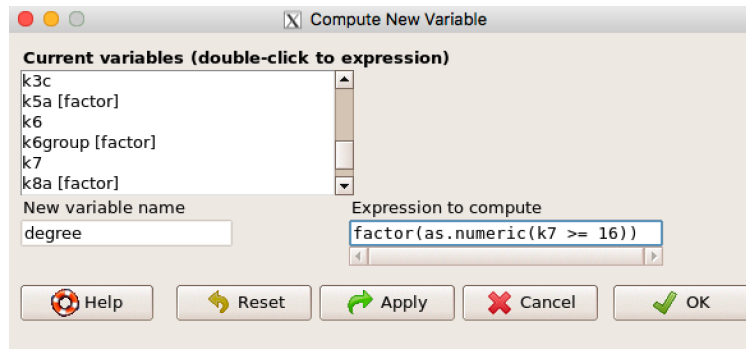 Compute New Variable
Current variables (double-click to expression)
k3c
k5a [factor]
k6
k6group [factor]
k7
k8a [factor]
New variable name
Expression to compute
degree
factor(as.numeric(k7 >= 16))
Help
Reset
Apply
Cancel
OK